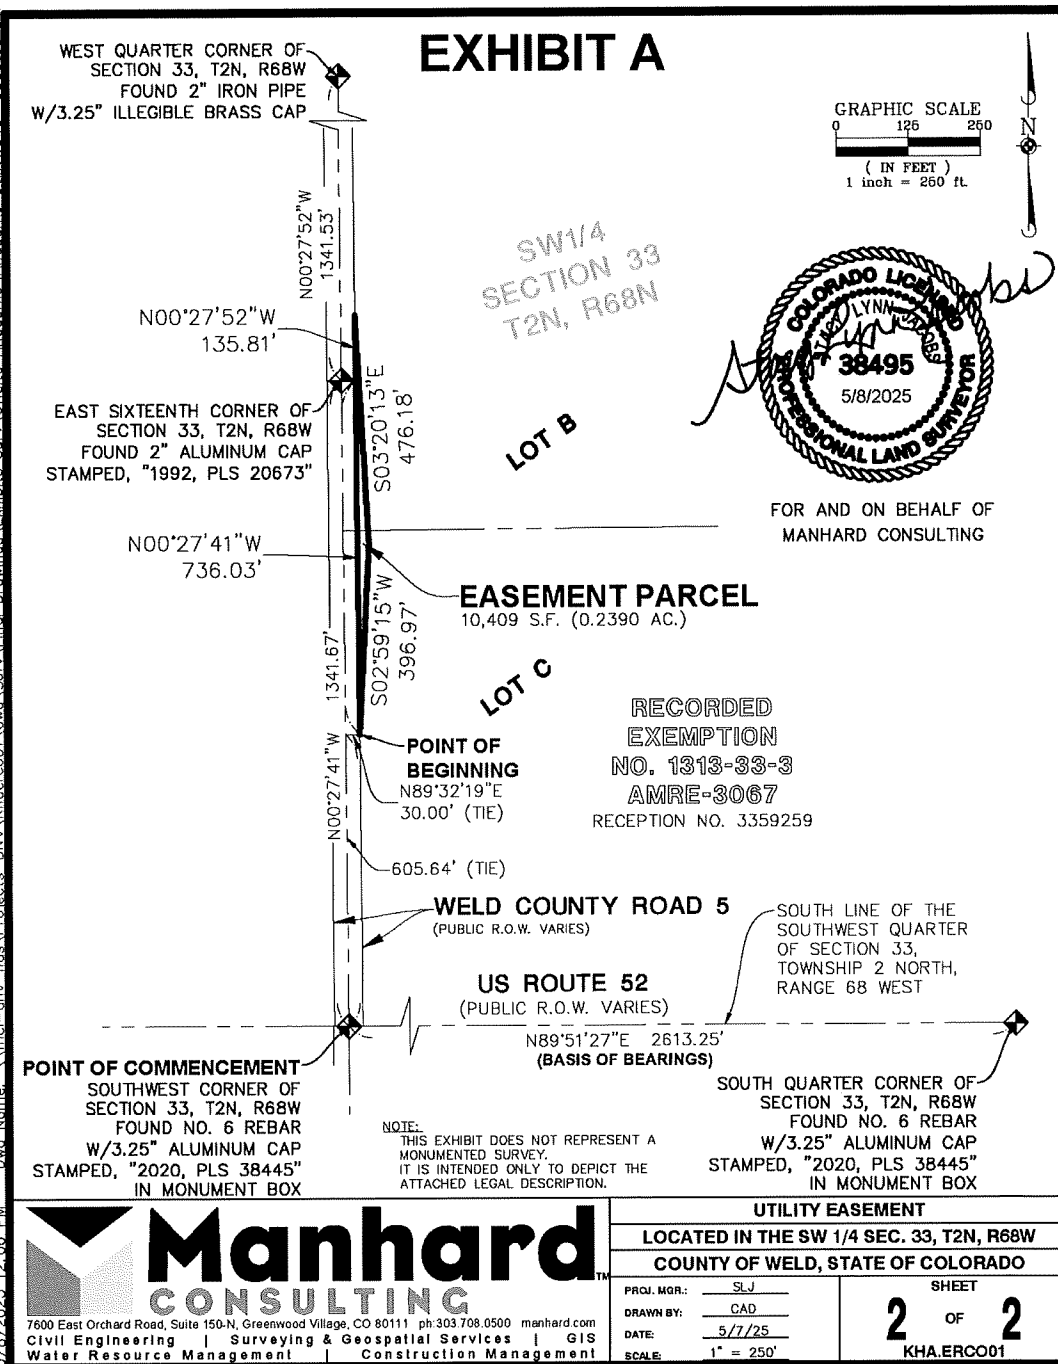 EXHIBIT A
WEST QUARTER CORNER OF
SECTION 33, T2N, R68W
FOUND 2" IRON PIPE
W/3.25" ILLEGIBLE BRASS CAP
GRAPHIC SCALE
0 125 250
( IN FEET )
1 inch = 250 ft.
N
N00°27'52"W
1341.53'
SW1/4
SECTION 33
T2N, R68N
COLORADO LICENSED
STACY LYNN JACOBS
38495
5/8/2025
PROFESSIONAL LAND SURVEYOR
FOR AND ON BEHALF OF
MANHARD CONSULTING
N00°27'52"W
135.81'
EAST SIXTEENTH CORNER OF
SECTION 33, T2N, R68W
FOUND 2" ALUMINUM CAP
STAMPED, "1992, PLS 20673"
S03°20'13"E
476.18'
LOT B
N00°27'41"W
736.03'
EASEMENT PARCEL
10,409 S.F. (0.2390 AC.)
S02°59'15"W
396.97'
1341.67'
N00°27'41"W
LOT C
POINT OF
BEGINNING
N89°32'19"E
30.00' (TIE)
RECORDED
EXEMPTION
NO. 1313-33-3
AMRE-3067
RECEPTION NO. 3359259
605.64' (TIE)
WELD COUNTY ROAD 5
(PUBLIC R.O.W. VARIES)
US ROUTE 52
(PUBLIC R.O.W. VARIES)
SOUTH LINE OF THE
SOUTHWEST QUARTER
OF SECTION 33,
TOWNSHIP 2 NORTH,
RANGE 68 WEST
N89°51'27"E 2613.25'
(BASIS OF BEARINGS)
POINT OF COMMENCEMENT
SOUTHWEST CORNER OF
SECTION 33, T2N, R68W
FOUND NO. 6 REBAR
W/3.25" ALUMINUM CAP
STAMPED, "2020, PLS 38445"
IN MONUMENT BOX
SOUTH QUARTER CORNER OF
SECTION 33, T2N, R68W
FOUND NO. 6 REBAR
W/3.25" ALUMINUM CAP
STAMPED, "2020, PLS 38445"
IN MONUMENT BOX
NOTE:
THIS EXHIBIT DOES NOT REPRESENT A
MONUMENTED SURVEY.
IT IS INTENDED ONLY TO DEPICT THE
ATTACHED LEGAL DESCRIPTION.
Manhard TM
CONSULTING
7600 East Orchard Road, Suite 150-N, Greenwood Village, CO 80111 ph:303.708.0500 manhard.com
Civil Engineering | Surveying & Geospatial Services | GIS
Water Resource Management | Construction Management
UTILITY EASEMENT
LOCATED IN THE SW 1/4 SEC. 33, T2N, R68W
COUNTY OF WELD, STATE OF COLORADO
PROJ. MGR.: SLJ
DRAWN BY: CAD
DATE: 5/7/25
SCALE: 1" = 250'
SHEET
2 OF 2
KHA.ERCO01